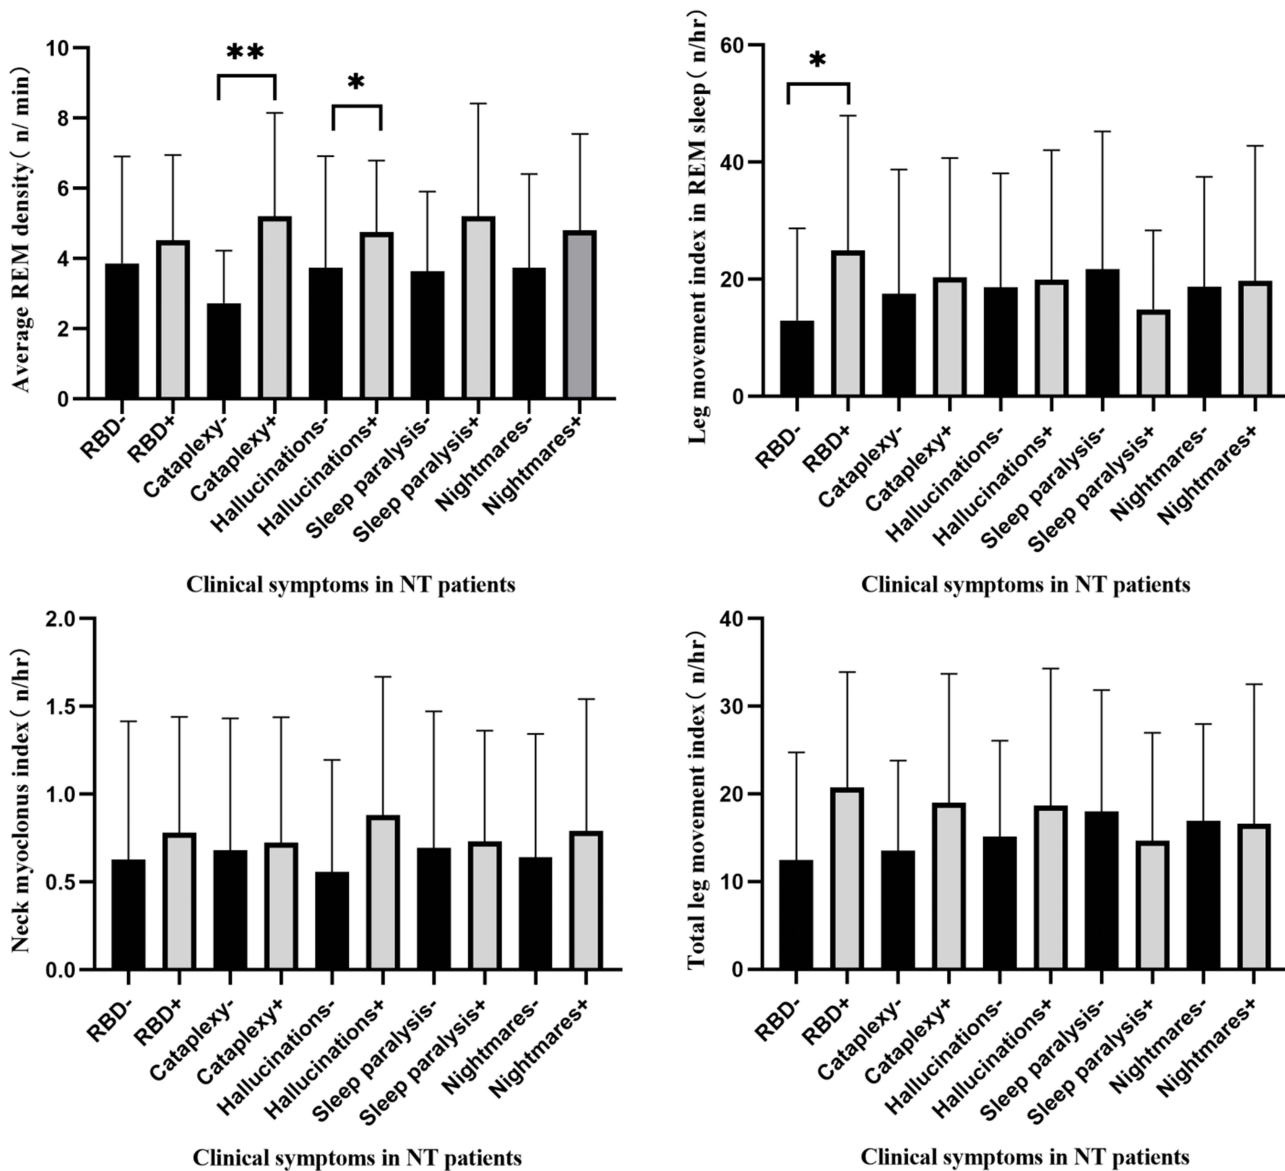 Average REM density( n/ min)
10
8
6
4
2
0
**
*
RBD-
RBD+
Cataplexy-
Cataplexy+
Hallucinations-
Hallucinations+
Sleep paralysis-
Sleep paralysis+
Nightmares-
Nightmares+
Clinical symptoms in NT patients
Leg movement index in REM sleep( n/hr)
60
40
20
0
*
RBD-
RBD+
Cataplexy-
Cataplexy+
Hallucinations-
Hallucinations+
Sleep paralysis-
Sleep paralysis+
Nightmares-
Nightmares+
Clinical symptoms in NT patients
Neck myoclonus index( n/hr)
2.0
1.5
1.0
0.5
0.0
RBD-
RBD+
Cataplexy-
Cataplexy+
Hallucinations-
Hallucinations+
Sleep paralysis-
Sleep paralysis+
Nightmares-
Nightmares+
Clinical symptoms in NT patients
Total leg movement index( n/hr)
40
30
20
10
0
RBD-
RBD+
Cataplexy-
Cataplexy+
Hallucinations-
Hallucinations+
Sleep paralysis-
Sleep paralysis+
Nightmares-
Nightmares+
Clinical symptoms in NT patients